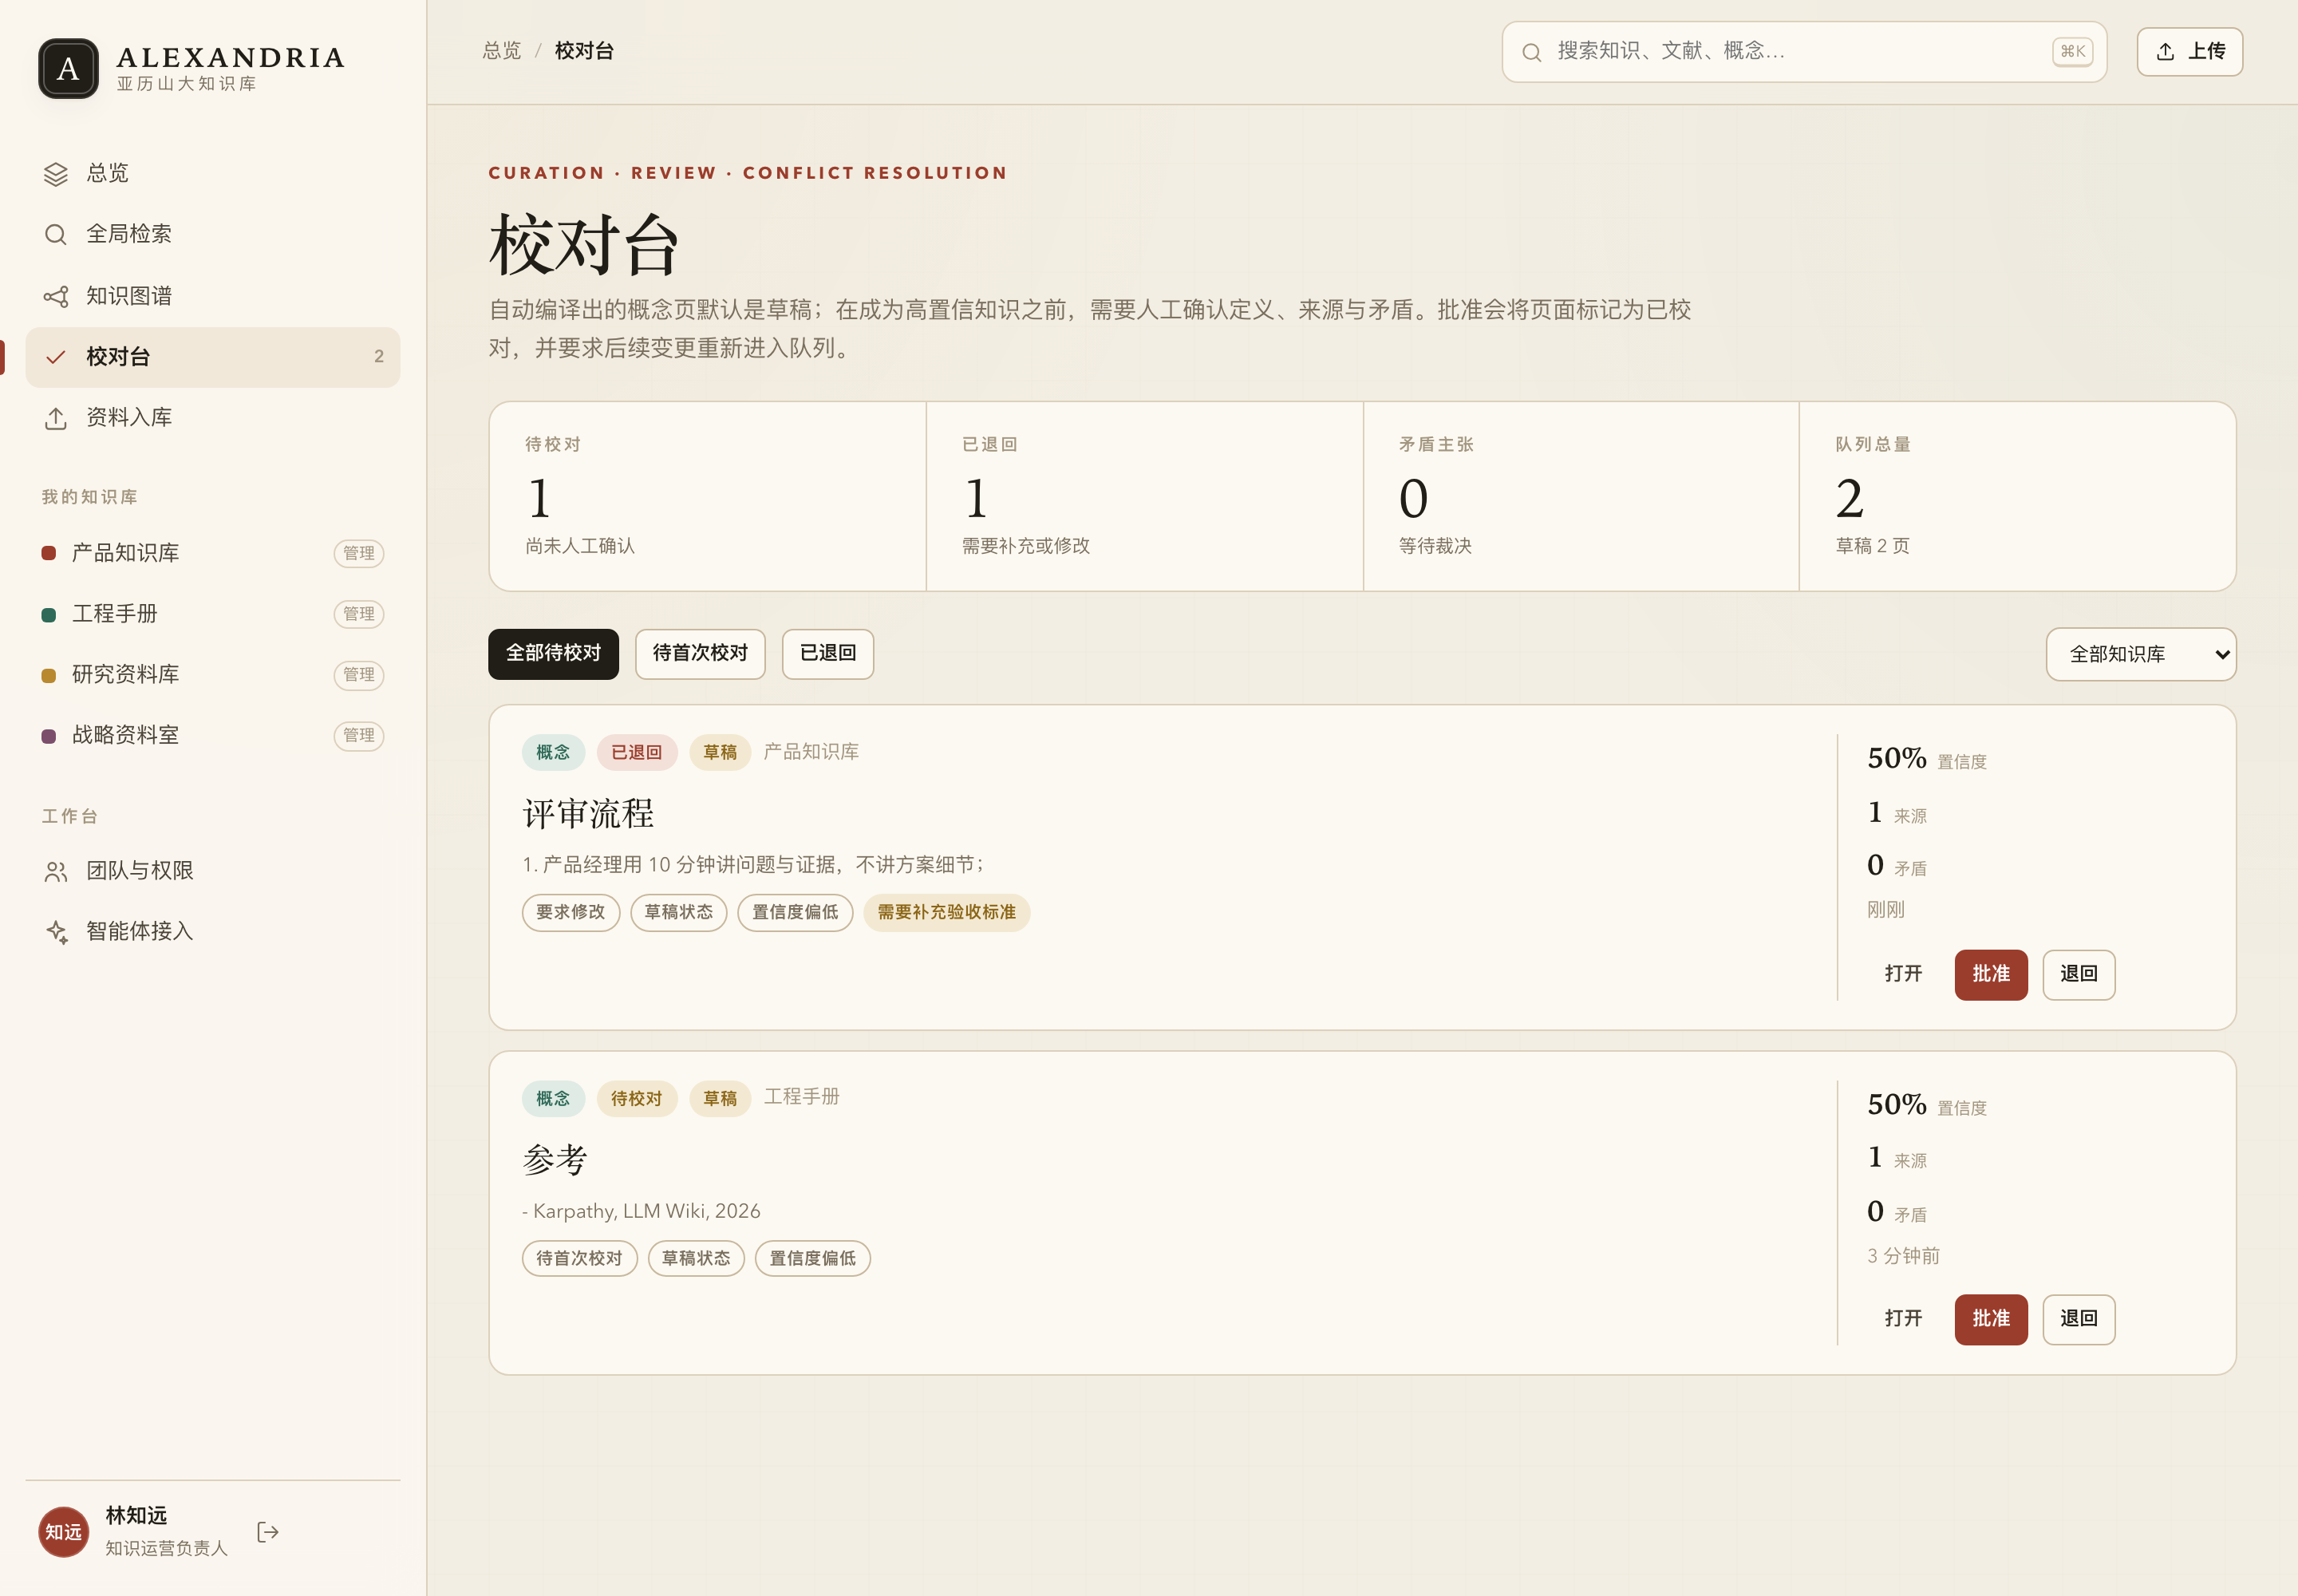 A
ALEXANDRIA
亚历山大知识库
总览
全局检索
知识图谱
校对台 2
资料入库
我的知识库
产品知识库 管理
工程手册 管理
研究资料库 管理
战略资料室 管理
工作台
团队与权限
智能体接入
知远
林知远
知识运营负责人
总览 / 校对台
搜索知识、文献、概念… ⌘K
上传
CURATION · REVIEW · CONFLICT RESOLUTION
校对台
自动编译出的概念页默认是草稿；在成为高置信知识之前，需要人工确认定义、来源与矛盾。批准会将页面标记为已校
对，并要求后续变更重新进入队列。
待校对
1
尚未人工确认
已退回
1
需要补充或修改
矛盾主张
0
等待裁决
队列总量
2
草稿 2 页
全部待校对 待首次校对 已退回
全部知识库
概念 已退回 草稿 产品知识库
评审流程
1. 产品经理用 10 分钟讲问题与证据，不讲方案细节；
要求修改 草稿状态 置信度偏低 需要补充验收标准
50% 置信度
1 来源
0 矛盾
刚刚
打开 批准 退回
概念 待校对 草稿 工程手册
参考
- Karpathy, LLM Wiki, 2026
待首次校对 草稿状态 置信度偏低
50% 置信度
1 来源
0 矛盾
3 分钟前
打开 批准 退回